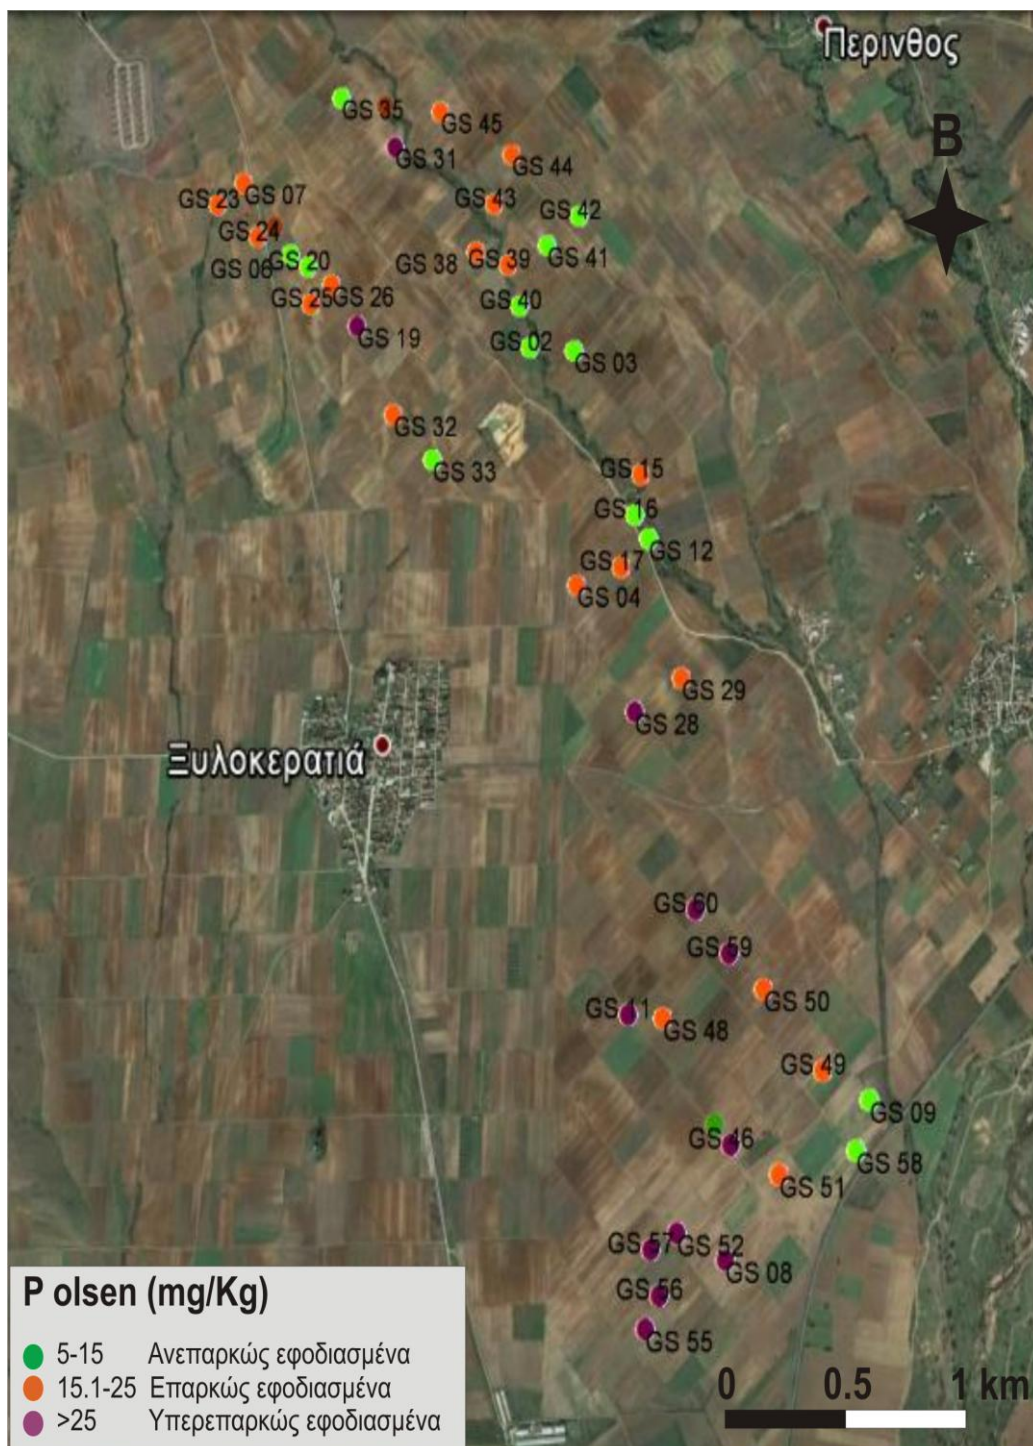 Περινθος
B
GS 35
GS 45
GS 31
GS 44
GS 23
GS 07
GS 43
GS 42
GS 24
GS 06
GS 20
GS 38
GS 39
GS 41
GS 25
GS 26
GS 40
GS 19
GS 02
GS 03
GS 32
GS 33
GS 15
GS 16
GS 12
GS 17
GS 04
GS 29
GS 28
Ξυλοκερατιά
GS 60
GS 59
GS 50
GS 11
GS 48
GS 49
GS 09
GS 46
GS 58
GS 51
GS 57
GS 52
GS 08
GS 56
GS 55
P olsen (mg/Kg)
5-15 Ανεπαρκώς εφοδιασμένα
15.1-25 Επαρκώς εφοδιασμένα
>25 Υπερεπαρκώς εφοδιασμένα
0 0.5 1 km